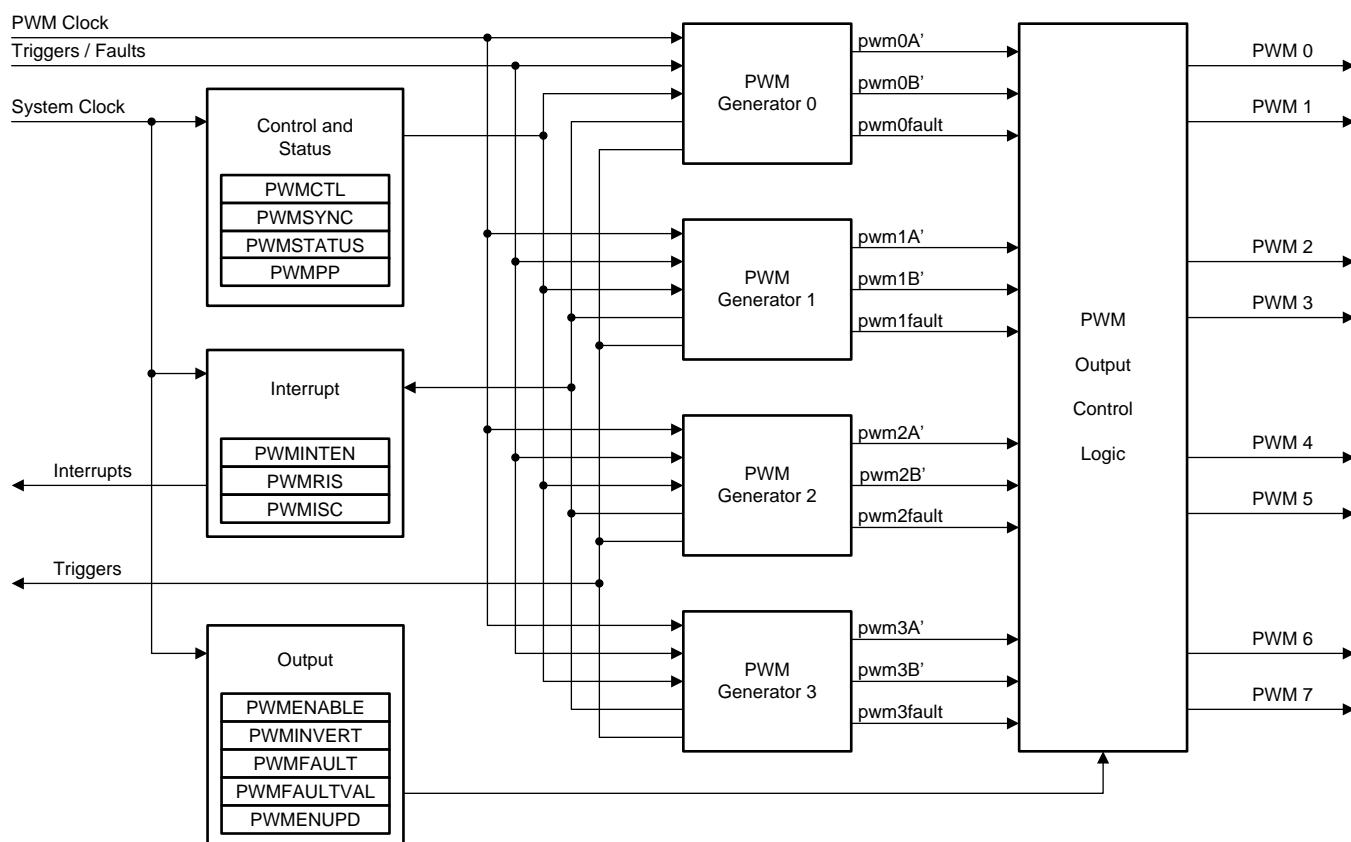 PWM Clock
Triggers / Faults
System Clock
Control and
Status
PWMCTL
PWMSYNC
PWMSTATUS
PWMPP
Interrupt
PWMINTEN
PWMRIS
PWMISC
Interrupts
Triggers
Output
PWMENABLE
PWMINVERT
PWMFAULT
PWMFAULTVAL
PWMENUPD
PWM
Generator 0
pwm0A’
pwm0B’
pwm0fault
PWM
Generator 1
pwm1A’
pwm1B’
pwm1fault
PWM
Generator 2
pwm2A’
pwm2B’
pwm2fault
PWM
Generator 3
pwm3A’
pwm3B’
pwm3fault
PWM
Output
Control
Logic
PWM 0
PWM 1
PWM 2
PWM 3
PWM 4
PWM 5
PWM 6
PWM 7